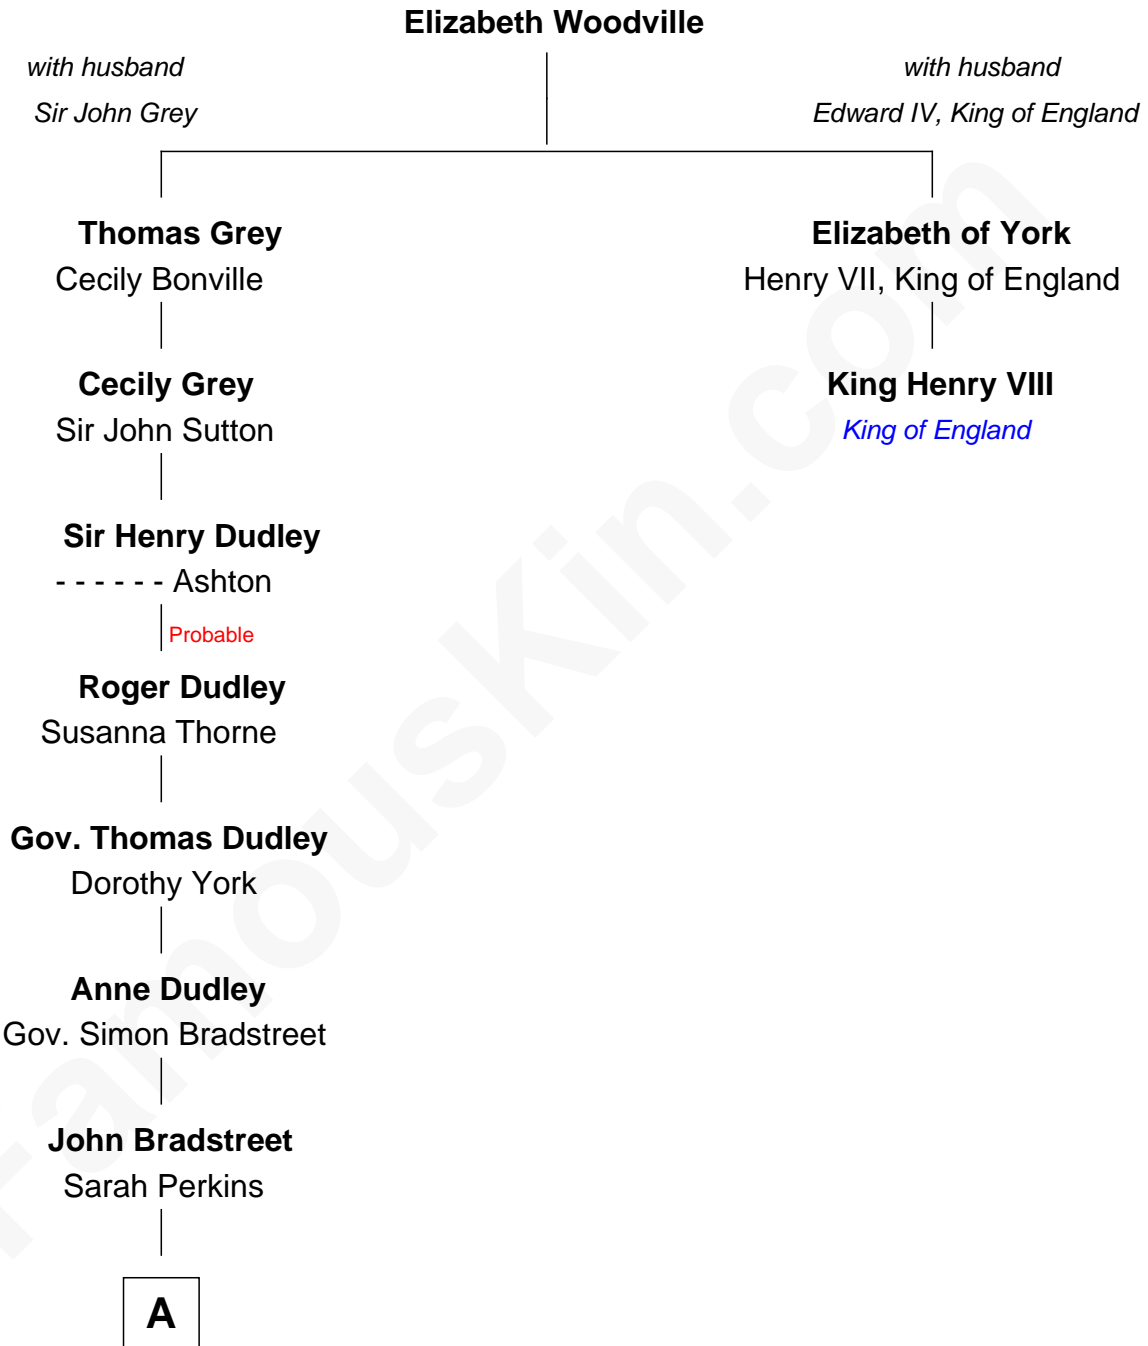 Elizabeth Woodville
with husband
Sir John Grey
with husband
Edward IV, King of England
Thomas Grey
Cecily Bonville
Elizabeth of York
Henry VII, King of England
Cecily Grey
Sir John Sutton
King Henry VIII
King of England
Sir Henry Dudley
- - - - - - Ashton
Probable
Roger Dudley
Susanna Thorne
Gov. Thomas Dudley
Dorothy York
Anne Dudley
Gov. Simon Bradstreet
John Bradstreet
Sarah Perkins
A
FamousKin.com